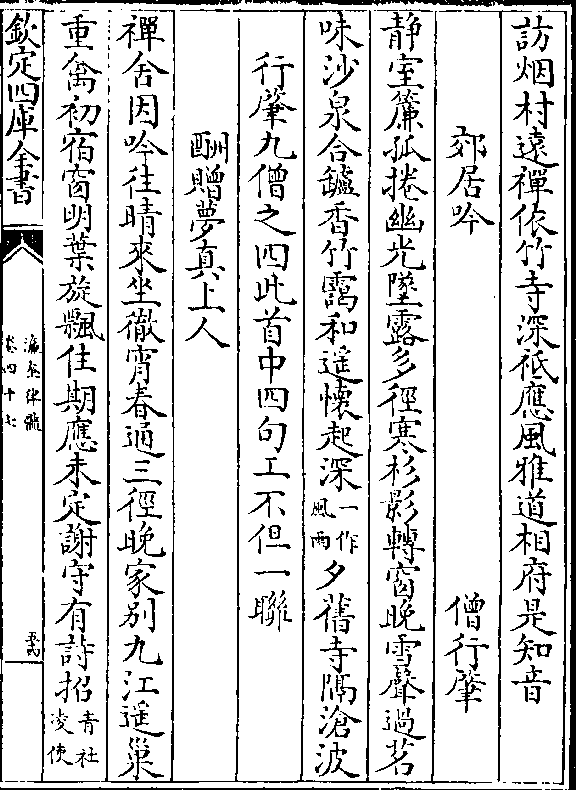 訪烟村遠禪依竹寺深祗應風雅道相府是知音
郊居吟　　　　　　　　僧行肇
静室簾孤捲幽光墜露多徑寒杉影轉窗晚雪聲過茗
味沙泉合鑪香竹靄和遥懐起深一作風雨夕舊寺隔滄波
行肇九僧之四此首中四句工不但一聯
酬贈夢真上人
禪舍因吟往晴來坐徹宵春通三徑晚家别九江遥巢
重禽初宿窗明葉旋飄住期應未定謝守有詩招青社凌使
欽定四庫全書
瀛奎律髓
卷四十七